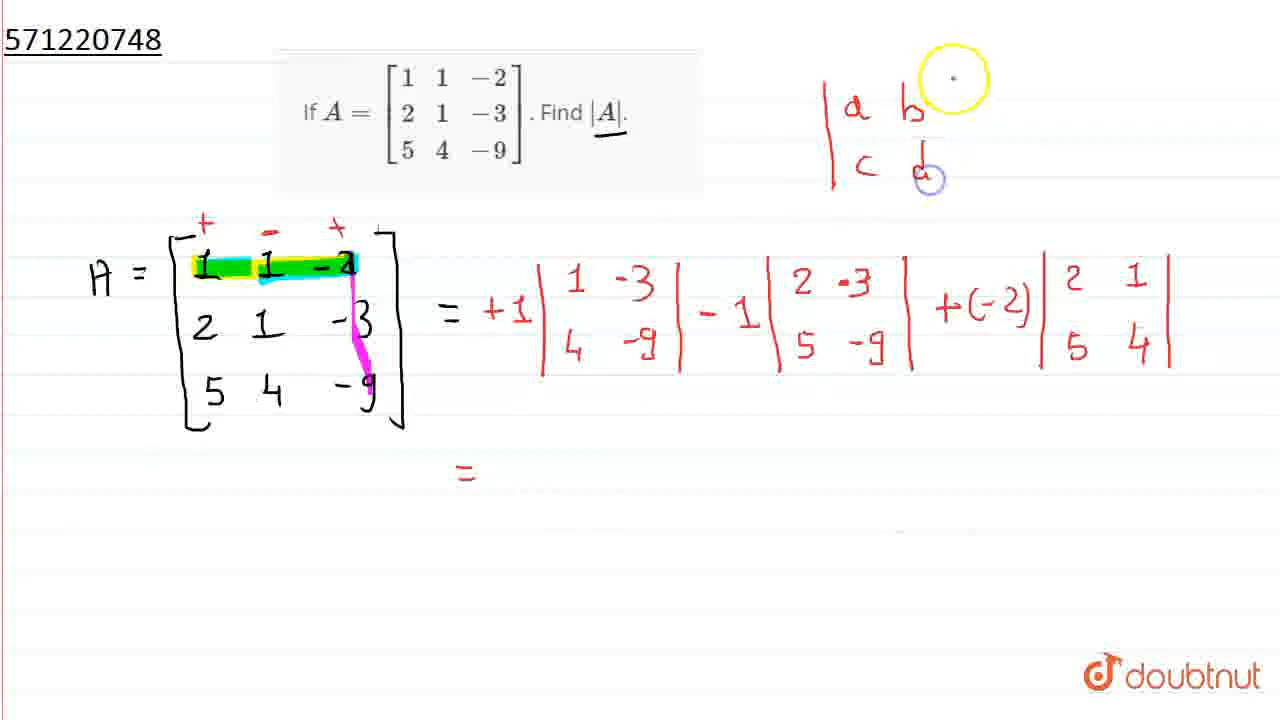 571220748
If A = [1 1 −2
2 1 −3
5 4 −9]. Find |A|.
|a b
c d
+ - +
A = [1 1 -2
2 1 -3
5 4 -9] = +1 |1 -3
4 -9| - 1 |2 -3
5 -9| + (-2) |2 1
5 4|
=
doubtnut